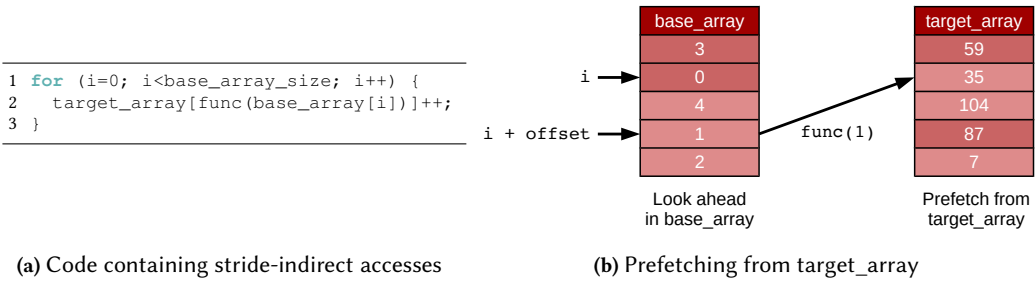 1 for (i=0; i<base_array_size; i++) {
2 target_array[func(base_array[i])]++;
3 }
(a) Code containing stride-indirect accesses
base_array
3
i
0
4
i + offset
1
2
Look ahead
in base_array
func(1)
target_array
59
35
104
87
7
Prefetch from
target_array
(b) Prefetching from target_array